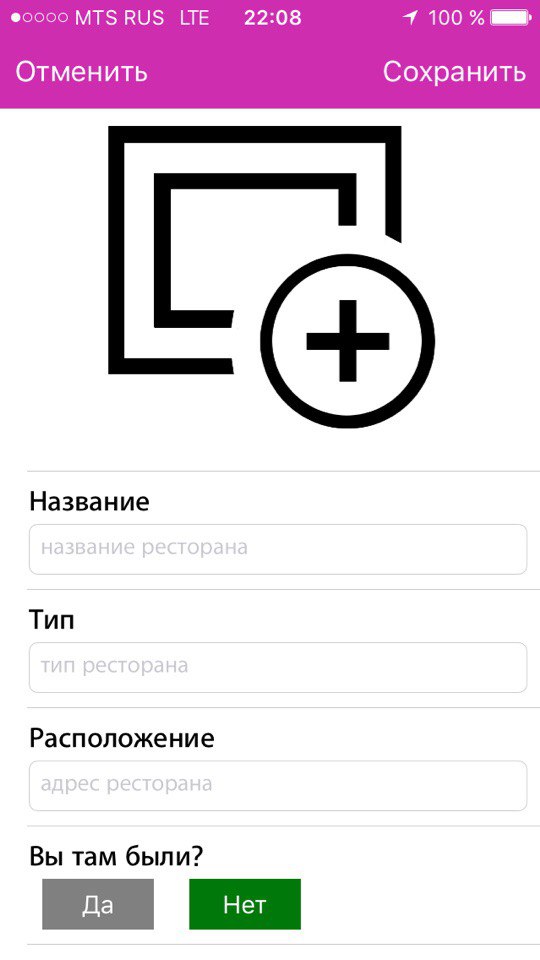 MTS RUS LTE 22:08 100 %
Отменить Сохранить
Название
название ресторана
Тип
тип ресторана
Расположение
адрес ресторана
Вы там были?
Да Нет